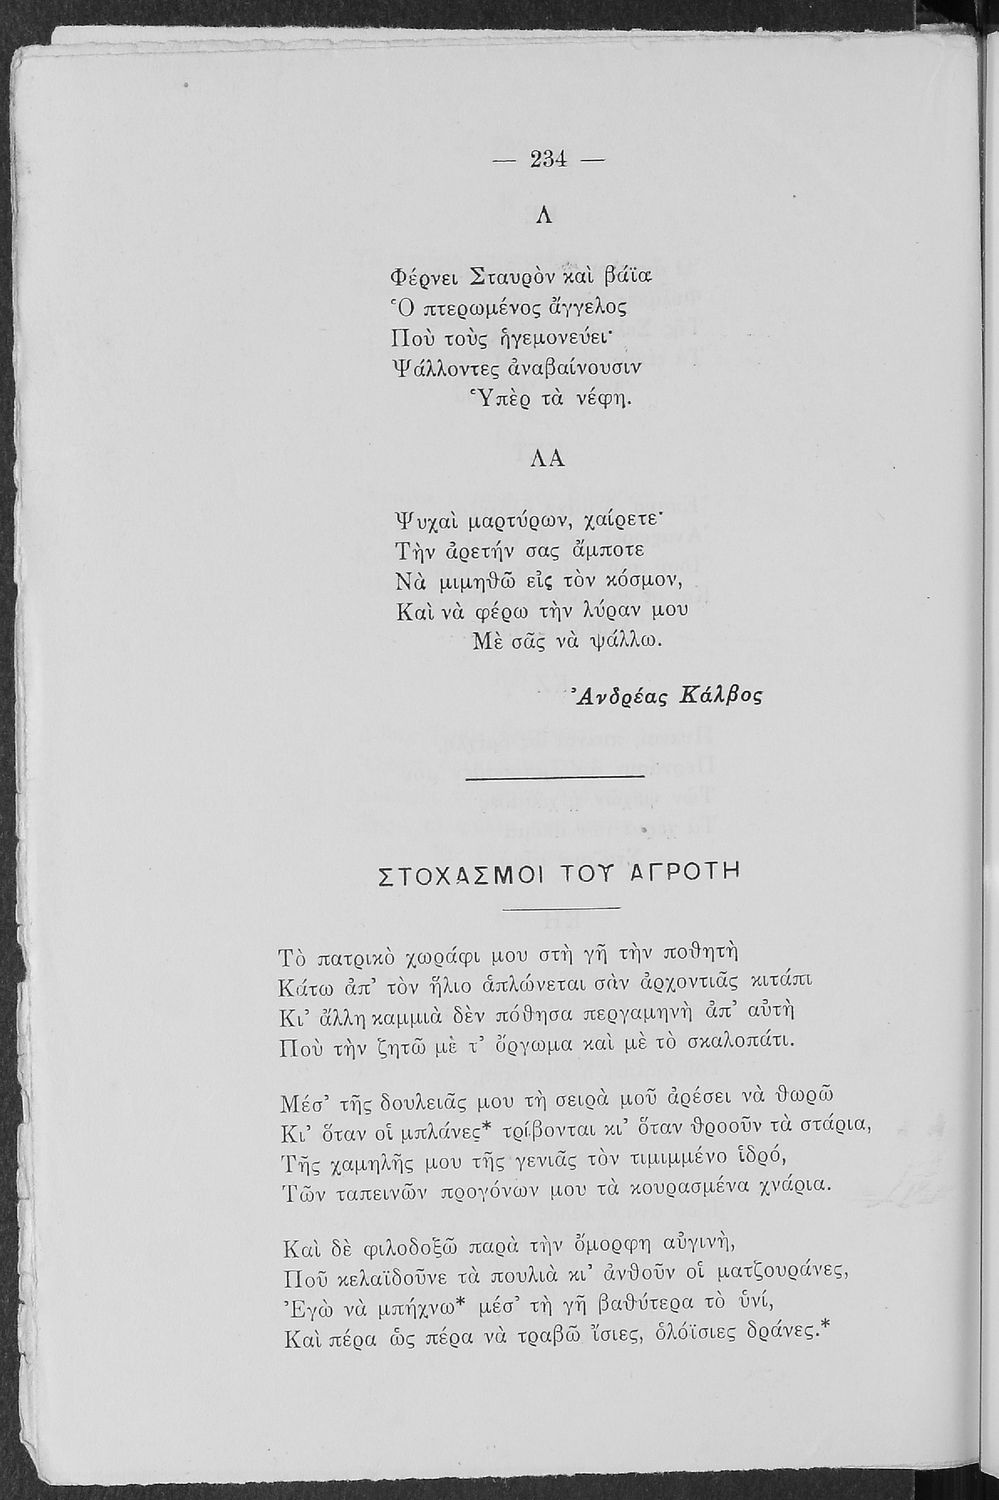 — 234 —
Λ
Φέρνει Σταυρὸν καὶ βάϊα
Ὁ πτερωμένος ἄγγελος
Ποὺ τοὺς ἡγεμονεύει·
Ψάλλοντες ἀναβαίνουσιν
Ὑπὲρ τὰ νέφη.
ΛΑ
Ψυχαὶ μαρτύρων, χαίρετε·
Τὴν ἀρετήν σας ἄμποτε
Νὰ μιμηθῶ εἰς τὸν κόσμον,
Καὶ νὰ φέρω τὴν λύραν μου
Μὲ σᾶς νὰ ψάλλω.
Ἀνδρέας Κάλβος
ΣΤΟΧΑΣΜΟΙ ΤΟΥ ΑΓΡΟΤΗ
Τὸ πατρικὸ χωράφι μου στὴ γῆ τὴν ποθητὴ
Κάτω ἀπ’ τὸν ἥλιο ἁπλώνεται σὰν ἀρχοντιᾶς κιτάπι
Κι’ ἄλλη καμμιὰ δὲν πόθησα περγαμηνὴ ἀπ’ αὐτὴ
Ποὺ τὴν ζητῶ μὲ τ’ ὄργωμα καὶ μὲ τὸ σκαλοπάτι.
Μέσ’ τῆς δουλειᾶς μου τὴ σειρὰ μοῦ ἀρέσει νὰ θωρῶ
Κι’ ὅταν οἱ μπλάνες* τρίβονται κι’ ὅταν θροοῦν τὰ στάρια,
Τῆς χαμηλῆς μου τῆς γενιᾶς τὸν τιμιμμένο ἱδρό,
Τῶν ταπεινῶν προγόνων μου τὰ κουρασμένα χνάρια.
Καὶ δὲ φιλοδοξῶ παρὰ τὴν ὄμορφη αὐγινὴ,
Ποῦ κελαϊδοῦνε τὰ πουλιὰ κι’ ἀνθοῦν οἱ ματζουράνες,
Ἐγὼ νὰ μπήχνω* μέσ’ τὴ γῆ βαθύτερα τὸ ὑνί,
Καὶ πέρα ὡς πέρα νὰ τραβῶ ἴσιες, ὁλόϊσιες δράνες.*